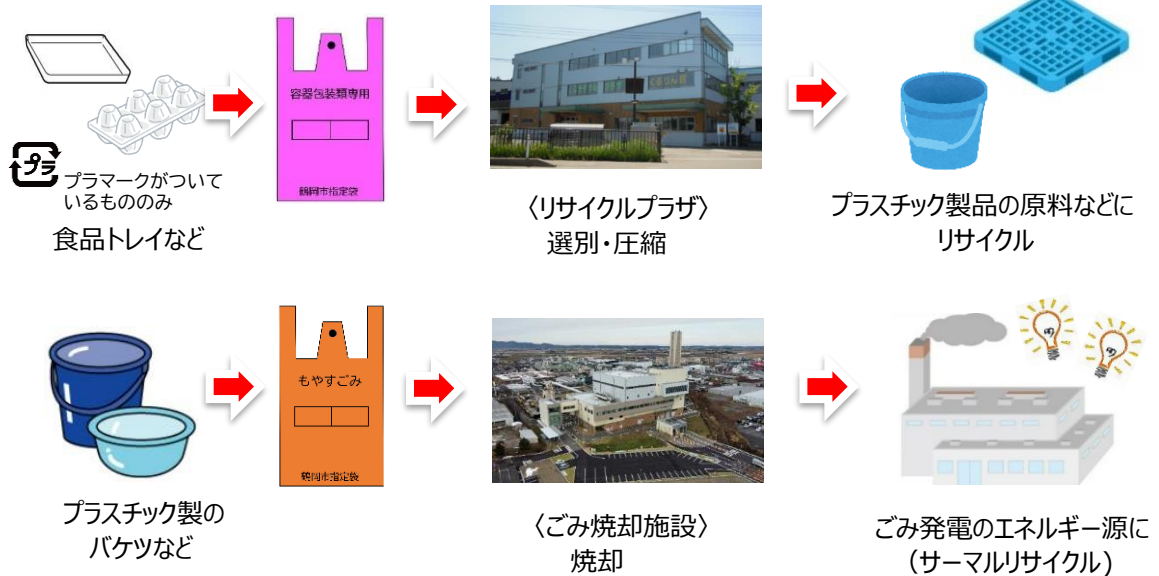 容器包装類専用
鶴岡市指定袋
プラ
プラマークがついて
いるもののみ
食品トレイなど
〈リサイクルプラザ〉
選別・圧縮
プラスチック製品の原料などに
リサイクル
もやすごみ
鶴岡市指定袋
プラスチック製の
バケツなど
〈ごみ焼却施設〉
焼却
ごみ発電のエネルギー源に
(サーマルリサイクル)